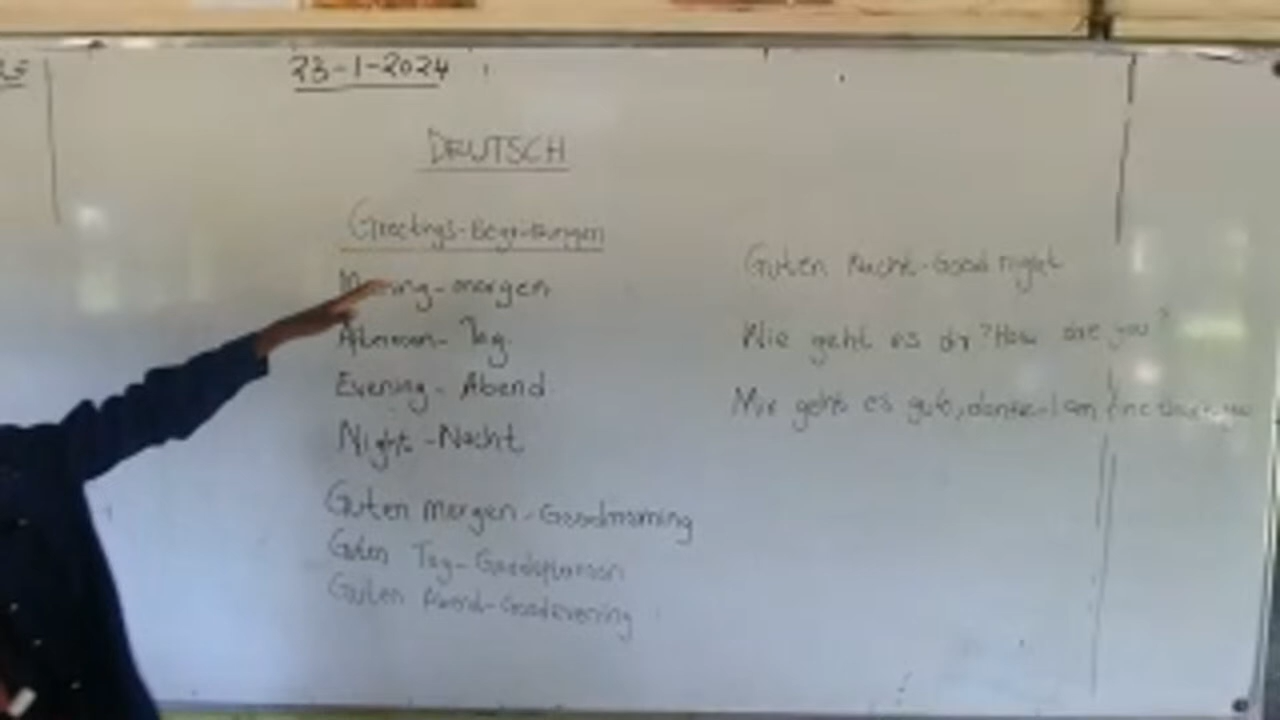 23-1-2024
DEUTSCH
Greetings-Begrüssungen
morgen
Afternoon- Tag
Evening- Abend
Night-Nacht
Guten morgen-Goodmorning
Guten Tag-Goodafternoon
Guten Abend-Goodevening
Guten Nacht-Good night
Wie geht es dir?How are you?
Mir geht es gut, danke-I am fine